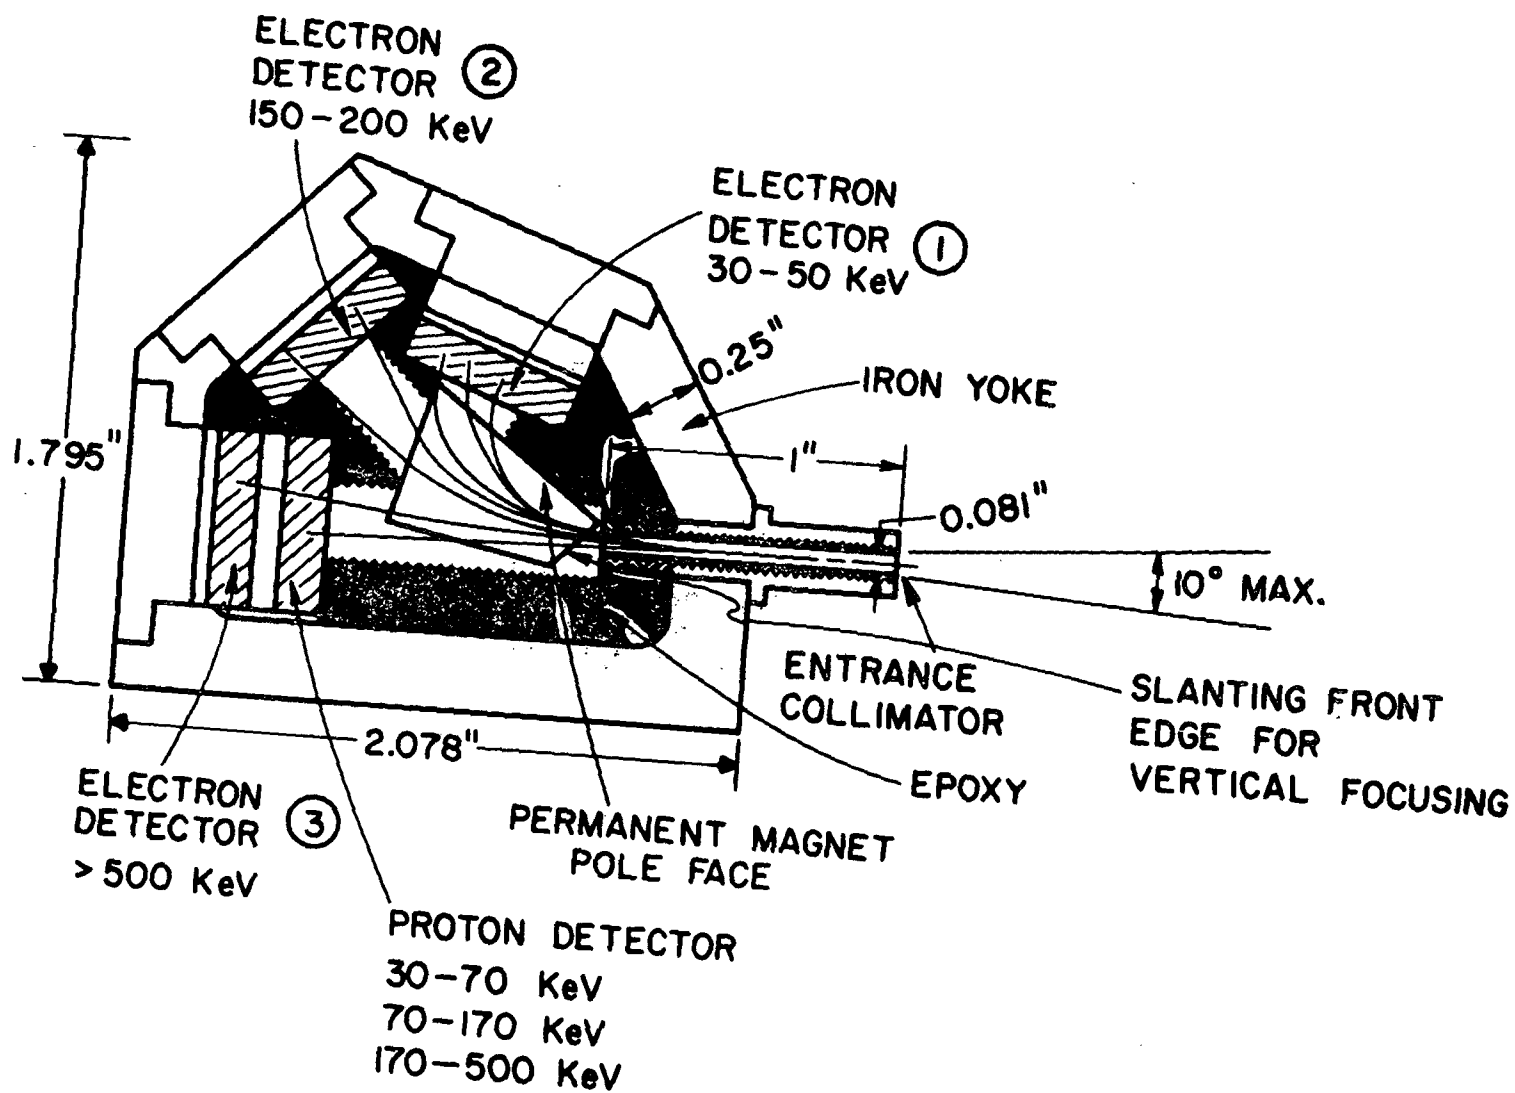 ELECTRON
DETECTOR ②
150-200 KeV
ELECTRON
DETECTOR ①
30-50 KeV
0.25"
IRON YOKE
1.795"
1"
0.081"
10° MAX.
ENTRANCE
COLLIMATOR
SLANTING FRONT
EDGE FOR
VERTICAL FOCUSING
2.078"
EPOXY
ELECTRON
DETECTOR ③
>500 KeV
PERMANENT MAGNET
POLE FACE
PROTON DETECTOR
30-70 KeV
70-170 KeV
170-500 KeV